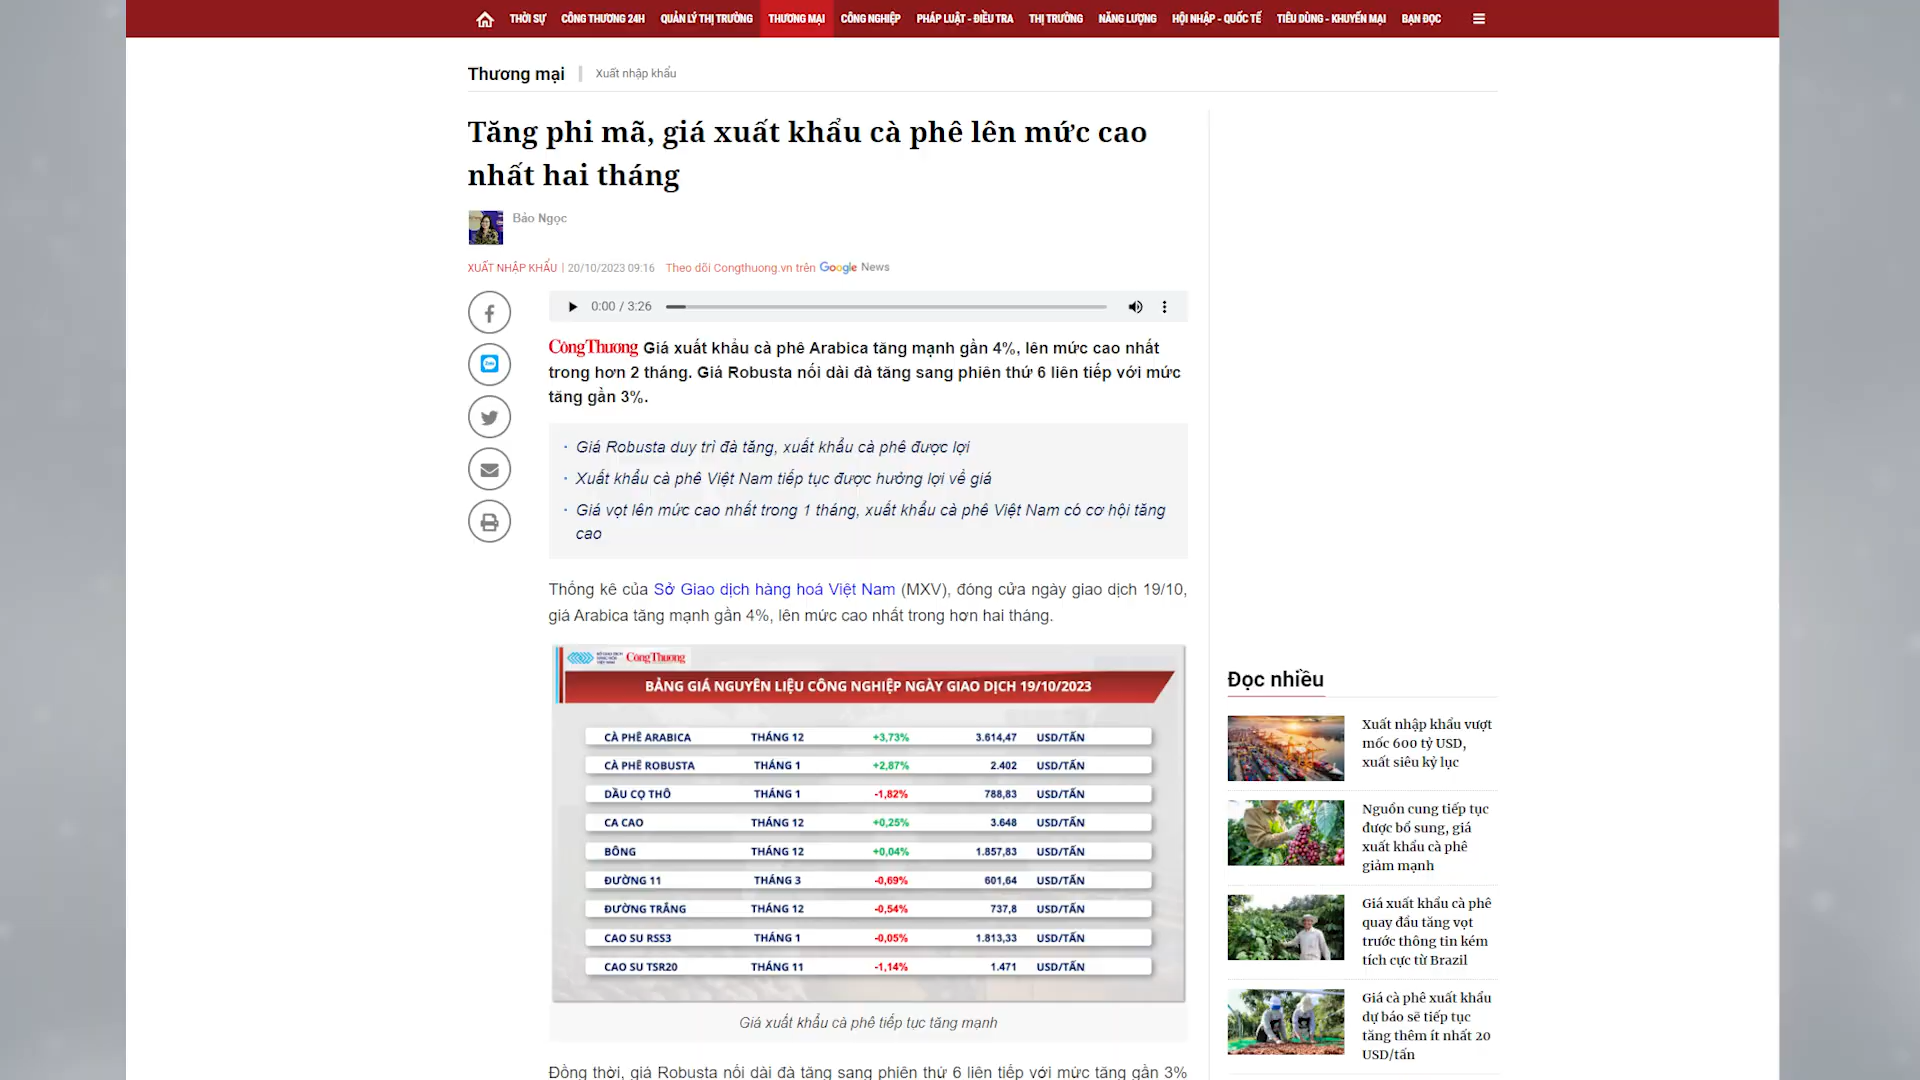 THỜI SỰ CÔNG THƯƠNG 24H QUẢN LÝ THỊ TRƯỜNG THƯƠNG MẠI CÔNG NGHIỆP PHÁP LUẬT - ĐIỀU TRA THỊ TRƯỜNG NĂNG LƯỢNG HỘI NHẬP - QUỐC TẾ TIÊU DÙNG - KHUYẾN MẠI BẠN ĐỌC
Thương mại | Xuất nhập khẩu
Tăng phi mã, giá xuất khẩu cà phê lên mức cao
nhất hai tháng
Bảo Ngọc
XUẤT NHẬP KHẨU | 20/10/2023 09:16 Theo dõi Congthuong.vn trên Google News
0:00 / 3:26
CôngThương Giá xuất khẩu cà phê Arabica tăng mạnh gần 4%, lên mức cao nhất
trong hơn 2 tháng. Giá Robusta nối dài đà tăng sang phiên thứ 6 liên tiếp với mức
tăng gần 3%.
· Giá Robusta duy trì đà tăng, xuất khẩu cà phê được lợi
· Xuất khẩu cà phê Việt Nam tiếp tục được hưởng lợi về giá
· Giá vọt lên mức cao nhất trong 1 tháng, xuất khẩu cà phê Việt Nam có cơ hội tăng
cao
Thống kê của Sở Giao dịch hàng hoá Việt Nam (MXV), đóng cửa ngày giao dịch 19/10,
giá Arabica tăng mạnh gần 4%, lên mức cao nhất trong hơn hai tháng.
SỞ GIAO DỊCH
HÀNG HÓA
VIỆT NAM
CôngThương
BẢNG GIÁ NGUYÊN LIỆU CÔNG NGHIỆP NGÀY GIAO DỊCH 19/10/2023
CÀ PHÊ ARABICA THÁNG 12 +3,73% 3.614,47 USD/TẤN
CÀ PHÊ ROBUSTA THÁNG 1 +2,87% 2.402 USD/TẤN
DẦU CỌ THÔ THÁNG 1 -1,82% 788,83 USD/TẤN
CA CAO THÁNG 12 +0,25% 3.648 USD/TẤN
BÔNG THÁNG 12 +0,04% 1.857,83 USD/TẤN
ĐƯỜNG 11 THÁNG 3 -0,69% 601,64 USD/TẤN
ĐƯỜNG TRẮNG THÁNG 12 -0,54% 737,8 USD/TẤN
CAO SU RSS3 THÁNG 1 -0,05% 1.813,33 USD/TẤN
CAO SU TSR20 THÁNG 11 -1,14% 1.471 USD/TẤN
Giá xuất khẩu cà phê tiếp tục tăng mạnh
Đồng thời, giá Robusta nối dài đà tăng sang phiên thứ 6 liên tiếp với mức tăng gần 3%
Đọc nhiều
Xuất nhập khẩu vượt
mốc 600 tỷ USD,
xuất siêu kỷ lục
Nguồn cung tiếp tục
được bổ sung, giá
xuất khẩu cà phê
giảm mạnh
Giá xuất khẩu cà phê
quay đầu tăng vọt
trước thông tin kém
tích cực từ Brazil
Giá cà phê xuất khẩu
dự báo sẽ tiếp tục
tăng thêm ít nhất 20
USD/tấn